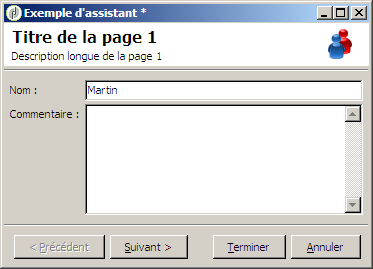 Exemple d'assistant *
Titre de la page 1
Description longue de la page 1
Nom : Martin
Commentaire :
< Précédent Suivant > Terminer Annuler